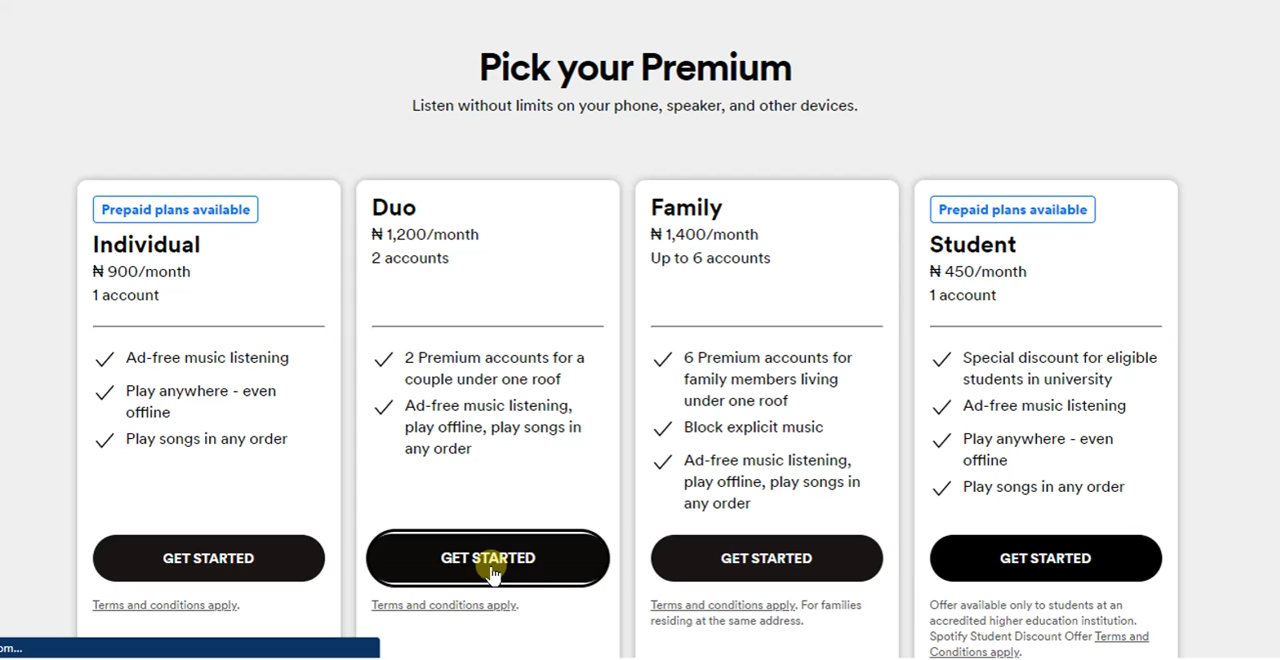 Pick your Premium
Listen without limits on your phone, speaker, and other devices.
Prepaid plans available
Individual
₦ 900/month
1 account
Ad-free music listening
Play anywhere - even
offline
Play songs in any order
GET STARTED
Terms and conditions apply.
Duo
₦ 1,200/month
2 accounts
2 Premium accounts for a
couple under one roof
Ad-free music listening,
play offline, play songs in
any order
GET STARTED
Terms and conditions apply.
Family
₦ 1,400/month
Up to 6 accounts
6 Premium accounts for
family members living
under one roof
Block explicit music
Ad-free music listening,
play offline, play songs in
any order
GET STARTED
Terms and conditions apply. For families
residing at the same address.
Prepaid plans available
Student
₦ 450/month
1 account
Special discount for eligible
students in university
Ad-free music listening
Play anywhere - even
offline
Play songs in any order
GET STARTED
Offer available only to students at an
accredited higher education institution.
Spotify Student Discount Offer Terms and
Conditions apply.
om...